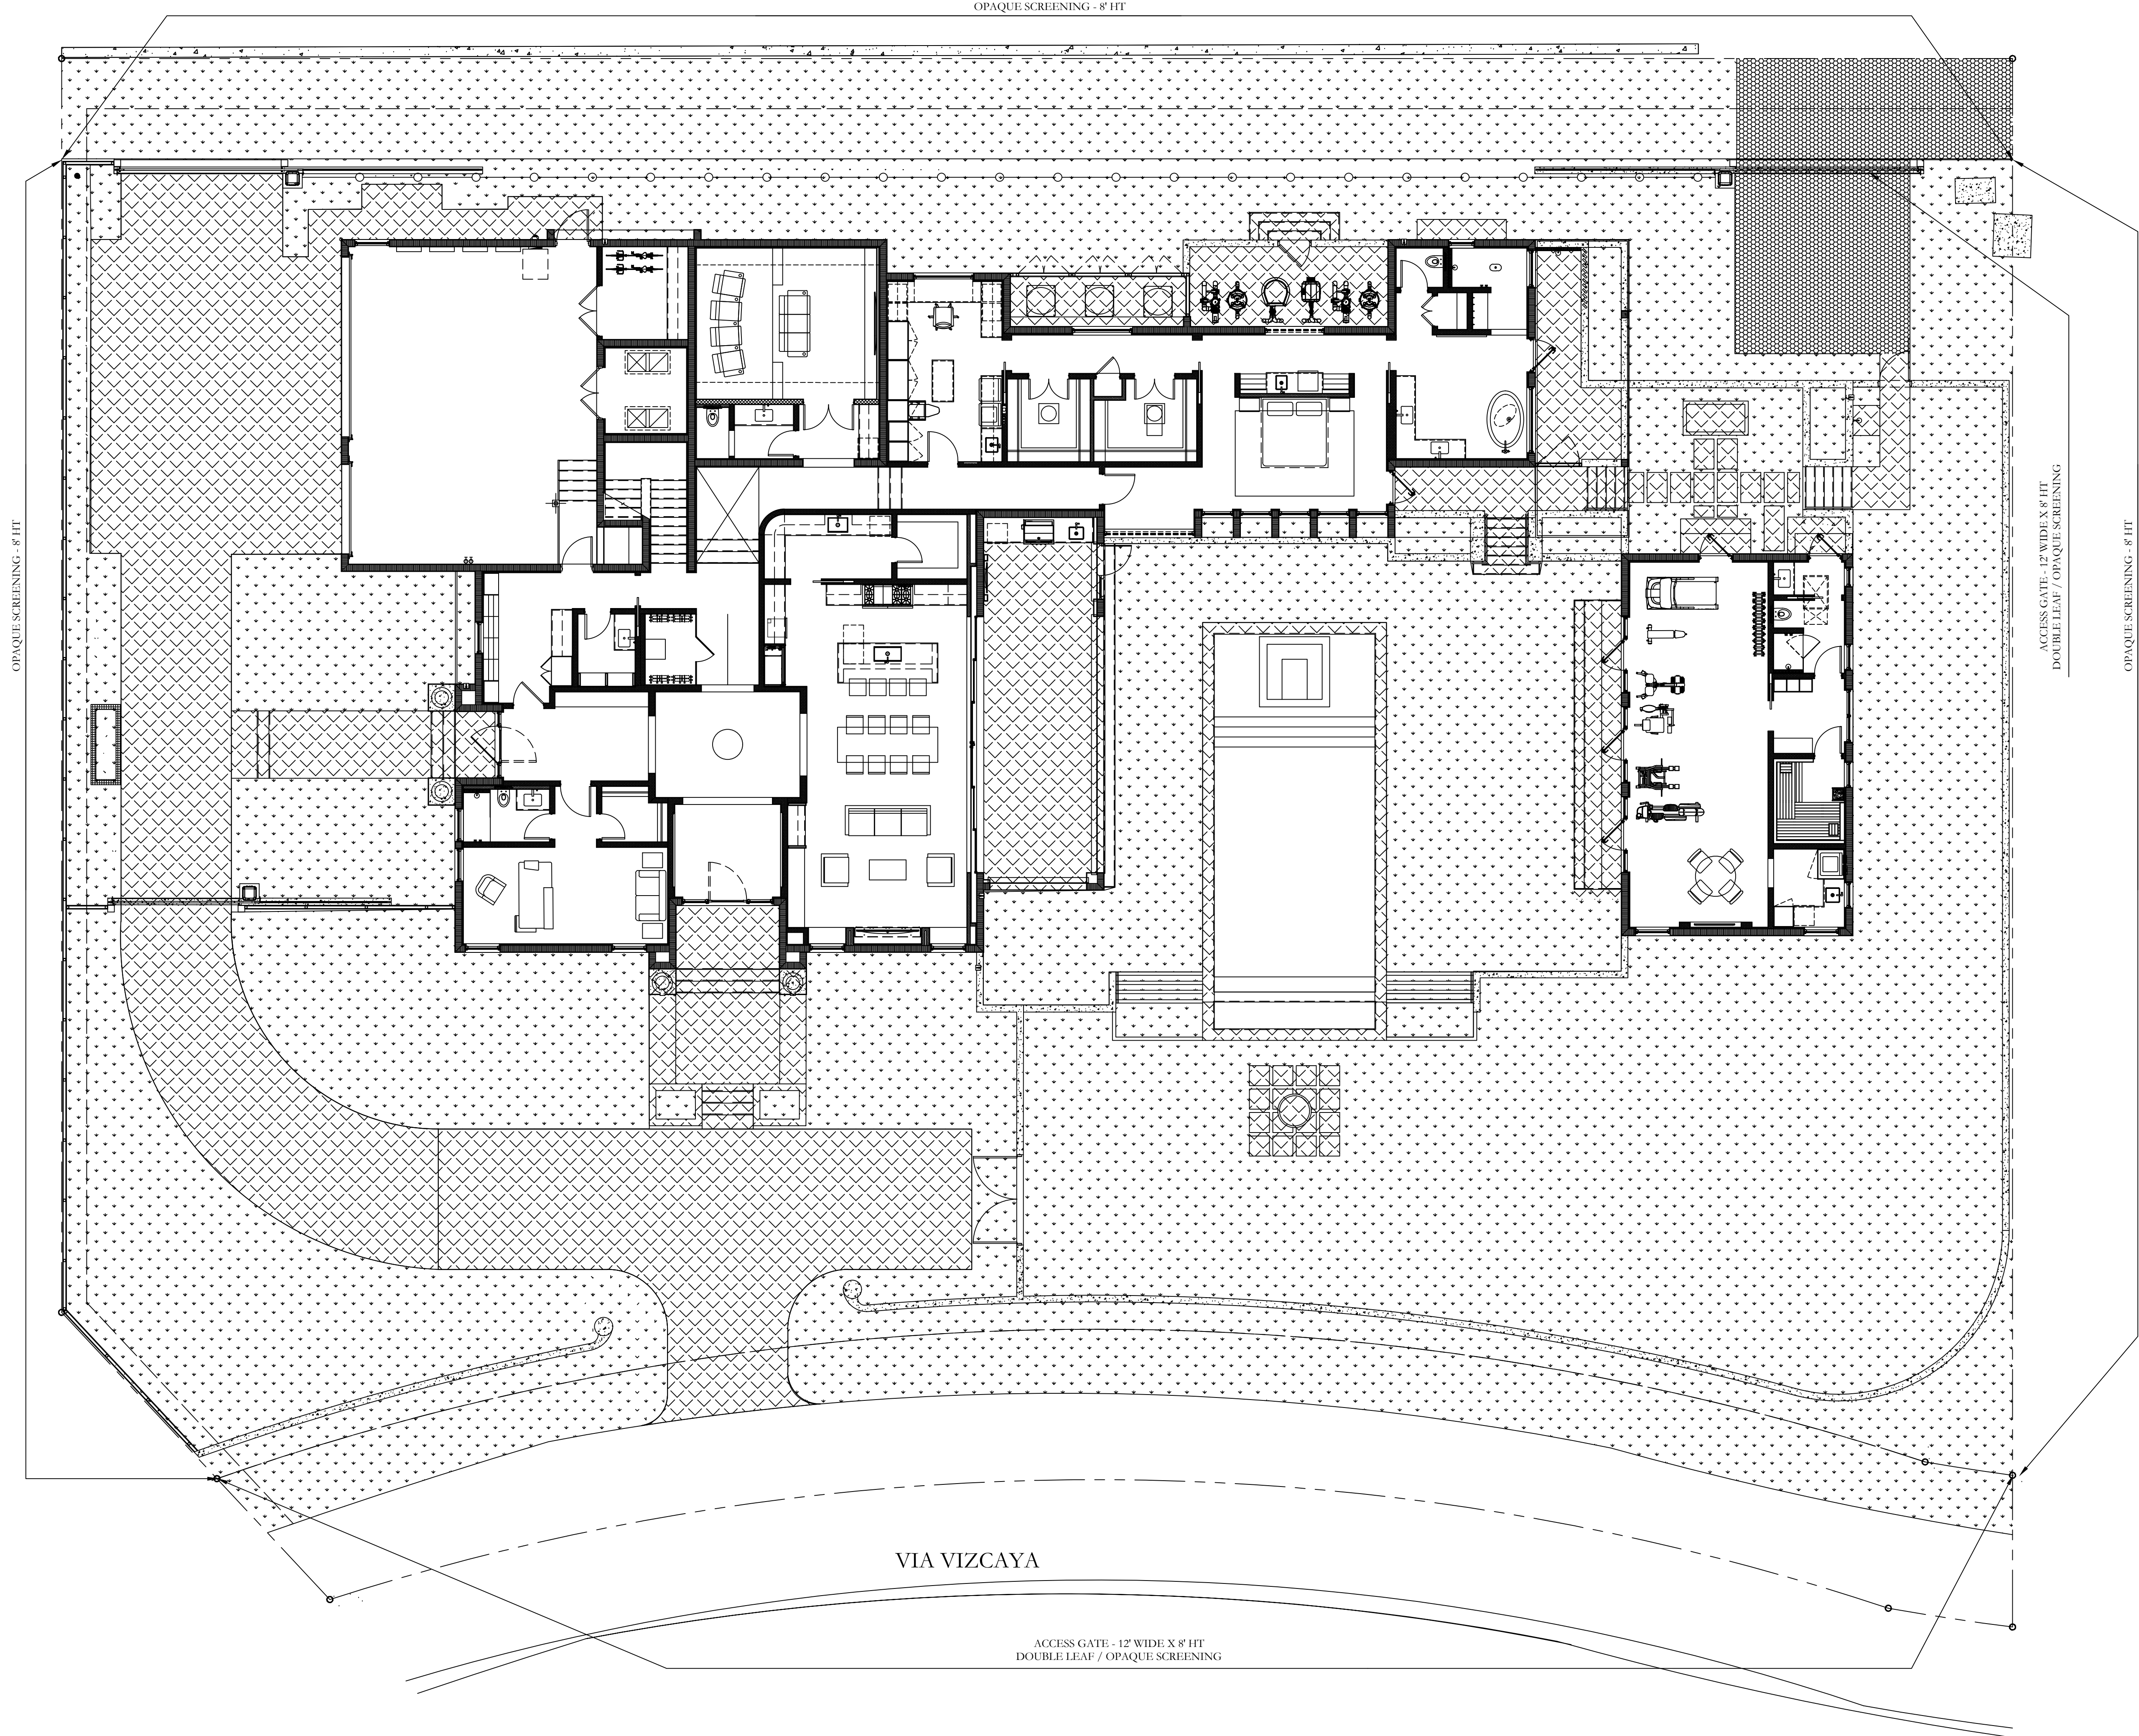 OPAQUE SCREENING - 8' HT
OPAQUE SCREENING - 8' HT
ACCESS GATE - 12' WIDE X 8' HT
DOUBLE LEAF / OPAQUE SCREENING
OPAQUE SCREENING - 8' HT
VIA VIZCAYA
ACCESS GATE - 12' WIDE X 8' HT
DOUBLE LEAF / OPAQUE SCREENING